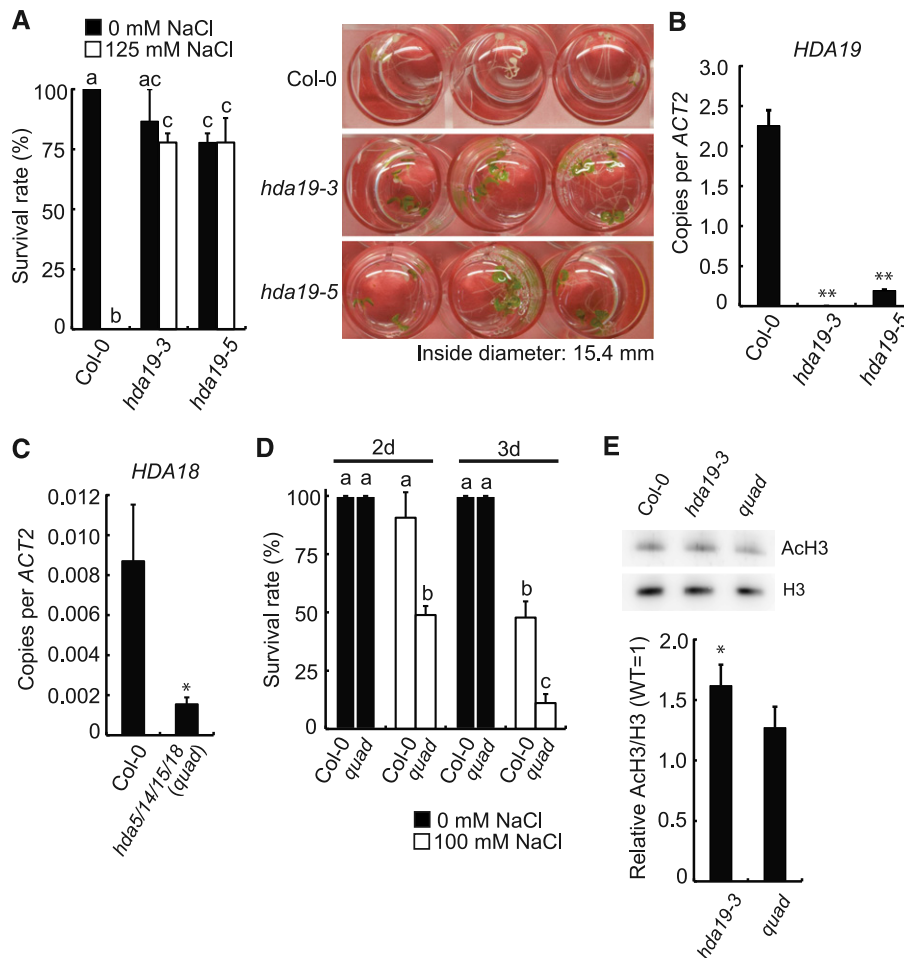 A
0 mM NaCl
125 mM NaCl
Survival rate (%)
100
75
50
25
0
a
b
ac
c
c
c
Col-0
hda19-3
hda19-5
Col-0
hda19-3
hda19-5
Inside diameter: 15.4 mm
B
HDA19
Copies per ACT2
3.0
2.5
2.0
1.5
1.0
0.5
0
**
**
Col-0
hda19-3
hda19-5
C
HDA18
Copies per ACT2
0.012
0.010
0.008
0.006
0.004
0.002
0
*
Col-0
hda5/14/15/18
(quad)
D
2d
3d
Survival rate (%)
100
75
50
25
0
a
a
a
b
a
a
b
c
Col-0
quad
Col-0
quad
Col-0
quad
Col-0
quad
0 mM NaCl
100 mM NaCl
E
Col-0
hda19-3
quad
AcH3
H3
Relative AcH3/H3 (WT=1)
2.0
1.5
1.0
0.5
0
*
hda19-3
quad